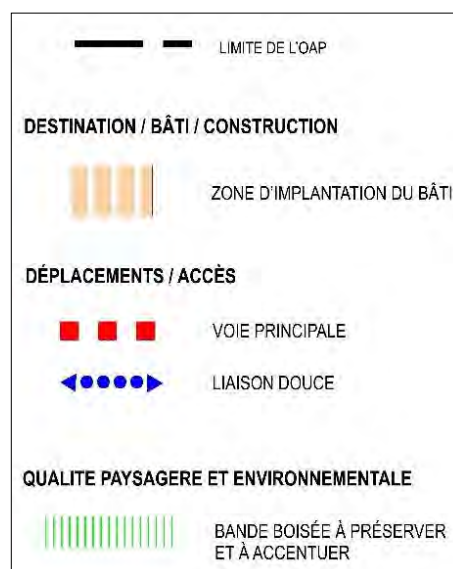 LIMITE DE L'OAP
DESTINATION / BÂTI / CONSTRUCTION
ZONE D'IMPLANTATION DU BÂTI
DÉPLACEMENTS / ACCÈS
VOIE PRINCIPALE
LIAISON DOUCE
QUALITE PAYSAGERE ET ENVIRONNEMENTALE
BANDE BOISÉE À PRÉSERVER
ET À ACCENTUER